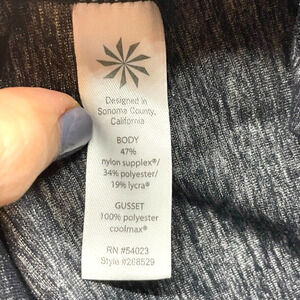 Designed in
Sonoma County,
California
BODY
47%
nylon supplex®/
34% polyester/
19% lycra®
GUSSET
100% polyester
coolmax®
RN #54023
Style #268529